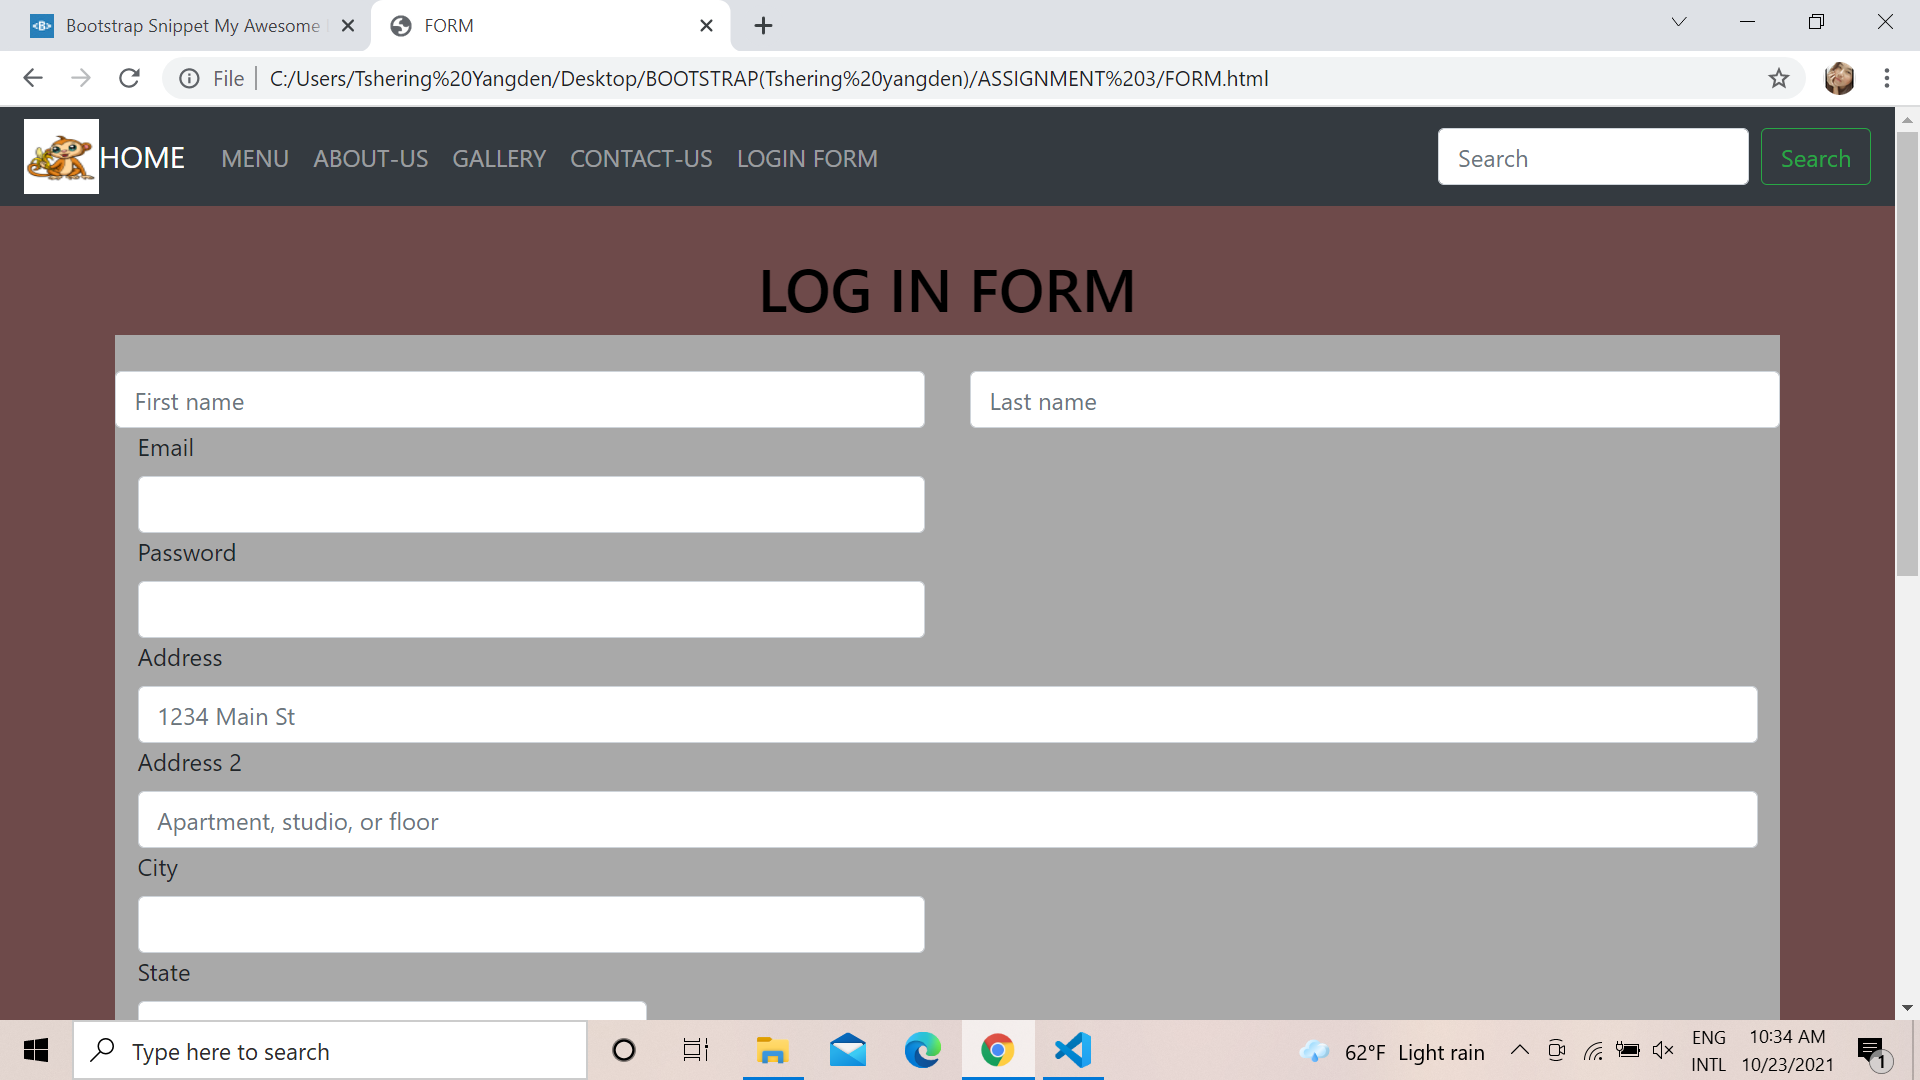 Bootstrap Snippet My Awesome
FORM
File C:/Users/Tshering%20Yangden/Desktop/BOOTSTRAP(Tshering%20yangden)/ASSIGNMENT%203/FORM.html
HOME MENU ABOUT-US GALLERY CONTACT-US LOGIN FORM Search Search
LOG IN FORM
First name Last name
Email
Password
Address
1234 Main St
Address 2
Apartment, studio, or floor
City
State
Type here to search
62°F Light rain
ENG
INTL
10:34 AM
10/23/2021
1